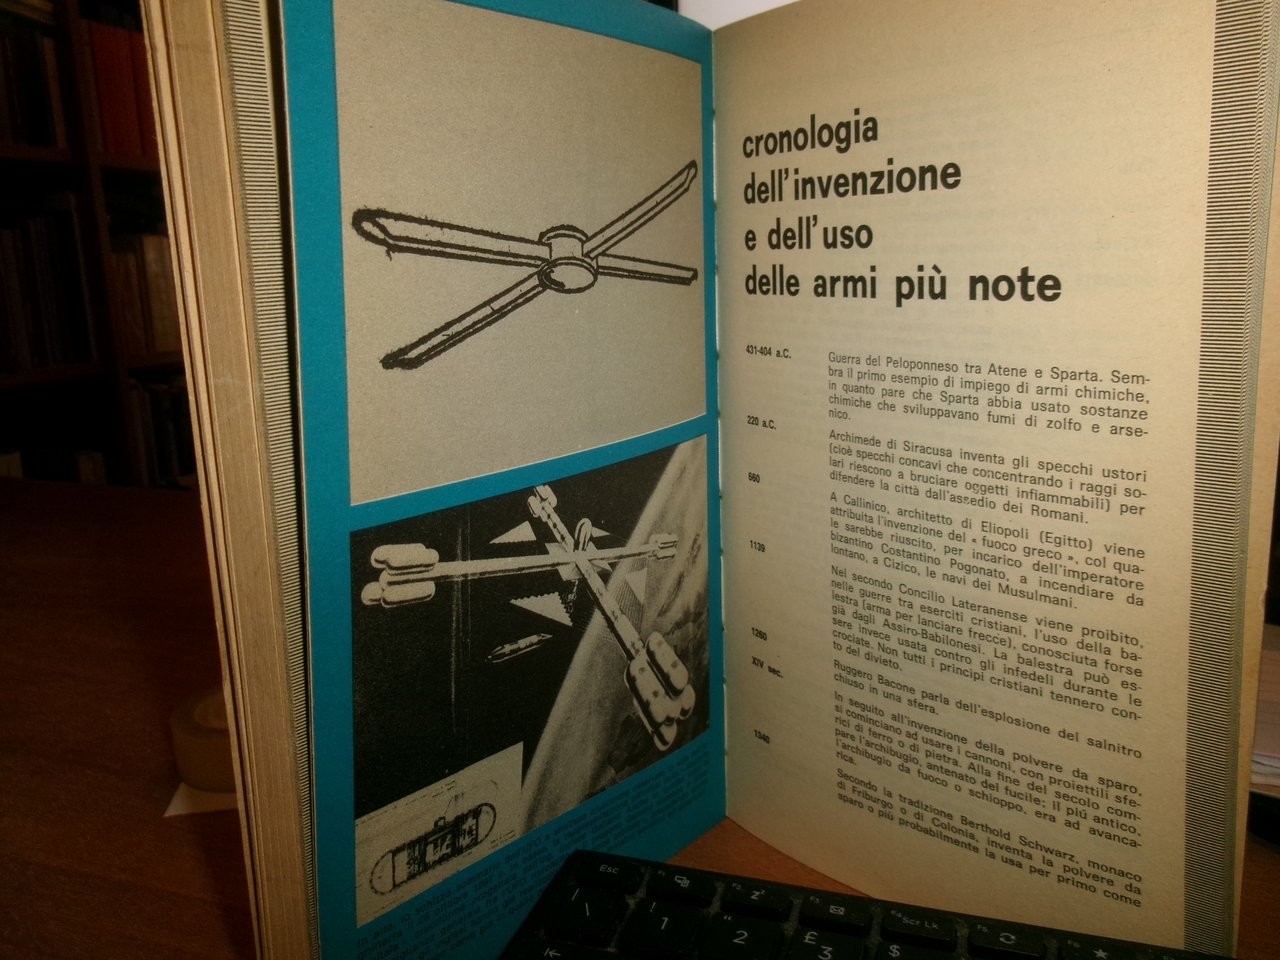 cronologia
dell'invenzione
e dell'uso
delle armi più note
431-404 a.C.
Guerra del Peloponneso tra Atene e Sparta. Sem-
bra il primo esempio di impiego di armi chimiche,
in quanto pare che Sparta abbia usato sostanze
chimiche che sviluppavano fumi di zolfo e arse-
nico.
220 a.C.
Archimede di Siracusa inventa gli specchi ustori
(cioè specchi concavi che concentrando i raggi so-
lari riescono a bruciare oggetti infiammabili) per
difendere la città dall'assedio dei Romani.
660
A Callinico, architetto di Eliopoli (Egitto) viene
attribuita l'invenzione del « fuoco greco », col qua-
le sarebbe riuscito, per incarico dell'imperatore
bizantino Costantino Pogonato, a incendiare da
lontano, a Cizico, le navi dei Musulmani.
1139
Nel secondo Concilio Lateranense viene proibito,
nelle guerre tra eserciti cristiani, l'uso della ba-
lestra (arma per lanciare frecce), conosciuta forse
già dagli Assiro-Babilonesi. La balestra può es-
sere invece usata contro gli infedeli durante le
crociate. Non tutti i principi cristiani tennero con-
to del divieto.
1260
Ruggero Bacone parla dell'esplosione del salnitro
chiuso in una sfera.
XIV sec.
In seguito all'invenzione della polvere da sparo,
si cominciano ad usare i cannoni, con proiettili sfe-
rici di ferro o di pietra. Alla fine del secolo com-
pare l'archibugio, antenato del fucile; il più antico,
l'archibugio da fuoco o schioppo, era ad avanca-
rica.
1340
Secondo la tradizione Berthold Schwarz, monaco
di Friburgo o di Colonia, inventa la polvere da
sparo o più probabilmente la usa per primo come
Esc
F1
F2
F4
Scr Lk
F5
F6
\
!
1
"
2
£
3
$